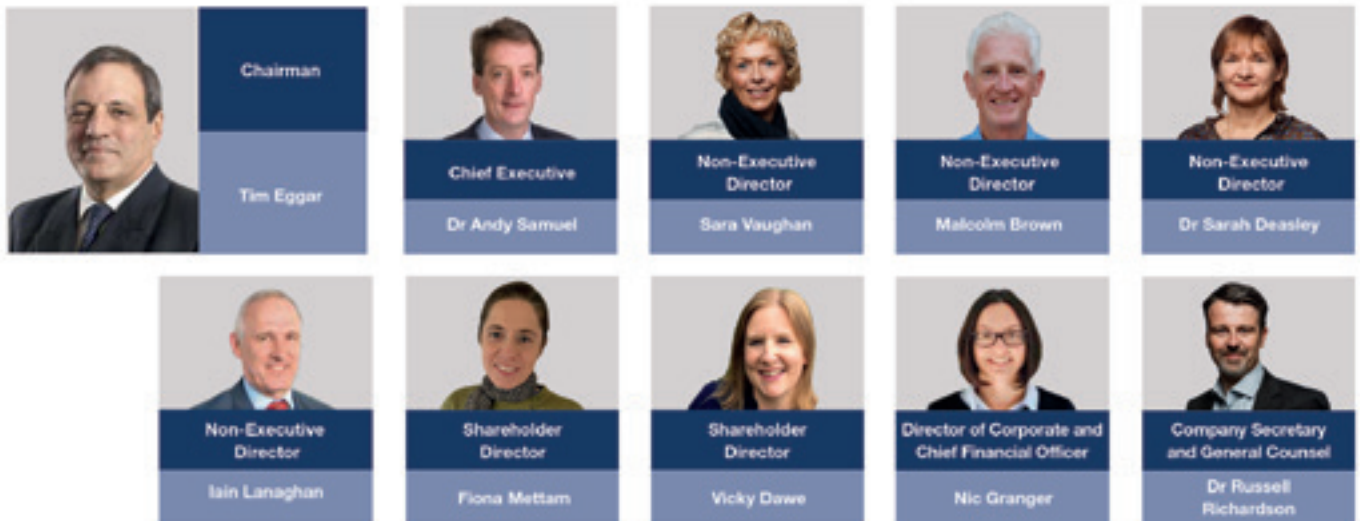 Chairman
Tim Eggar
Chief Executive
Dr Andy Samuel
Non-Executive
Director
Sara Vaughan
Non-Executive
Director
Malcolm Brown
Non-Executive
Director
Dr Sarah Deasley
Non-Executive
Director
Iain Lanaghan
Shareholder
Director
Fiona Mettam
Shareholder
Director
Vicky Dawe
Director of Corporate and
Chief Financial Officer
Nic Granger
Company Secretary
and General Counsel
Dr Russell
Richardson